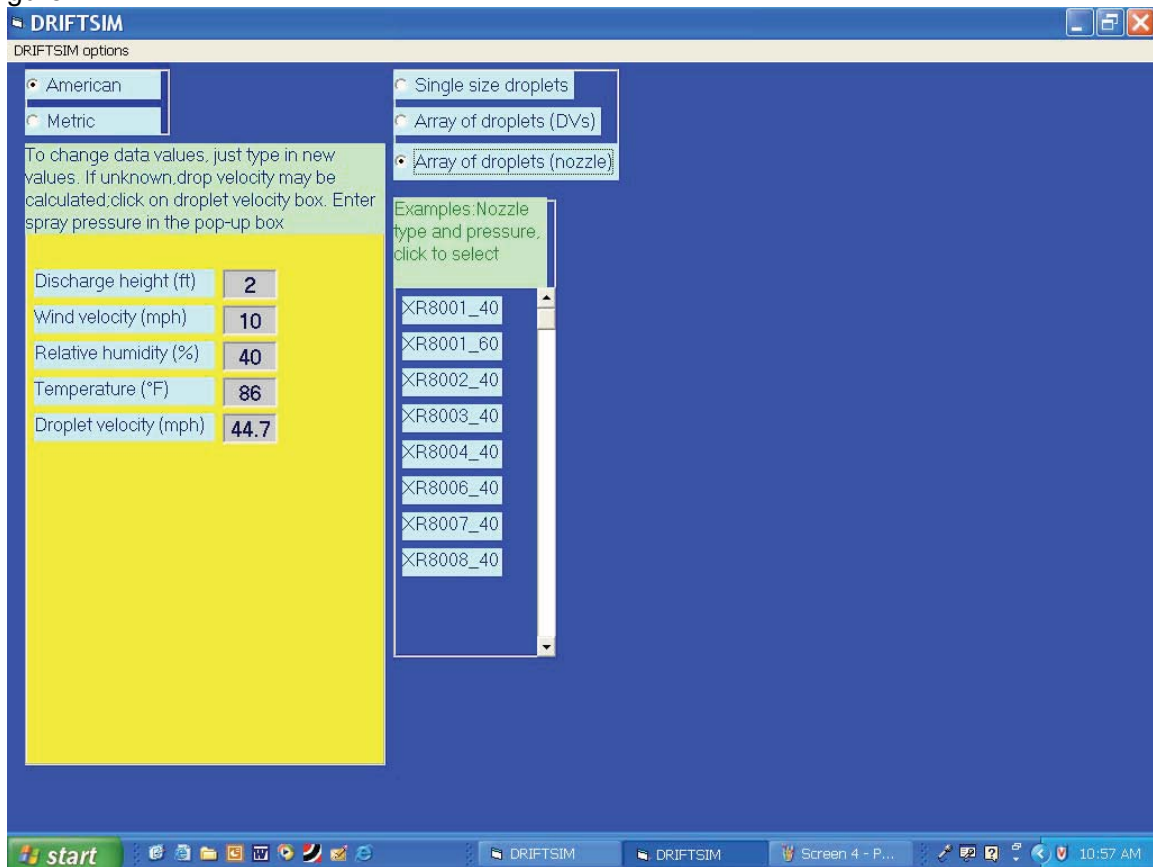 DRIFTSIM
DRIFTSIM options
American
Metric
To change data values, just type in new
values. If unknown,drop velocity may be
calculated;click on droplet velocity box. Enter
spray pressure in the pop-up box
Discharge height (ft) 2
Wind velocity (mph) 10
Relative humidity (%) 40
Temperature (°F) 86
Droplet velocity (mph) 44.7
Single size droplets
Array of droplets (DVs)
Array of droplets (nozzle)
Examples:Nozzle
type and pressure,
click to select
XR8001_40
XR8001_60
XR8002_40
XR8003_40
XR8004_40
XR8006_40
XR8007_40
XR8008_40
start DRIFTSIM DRIFTSIM Screen 4 - P... 10:57 AM